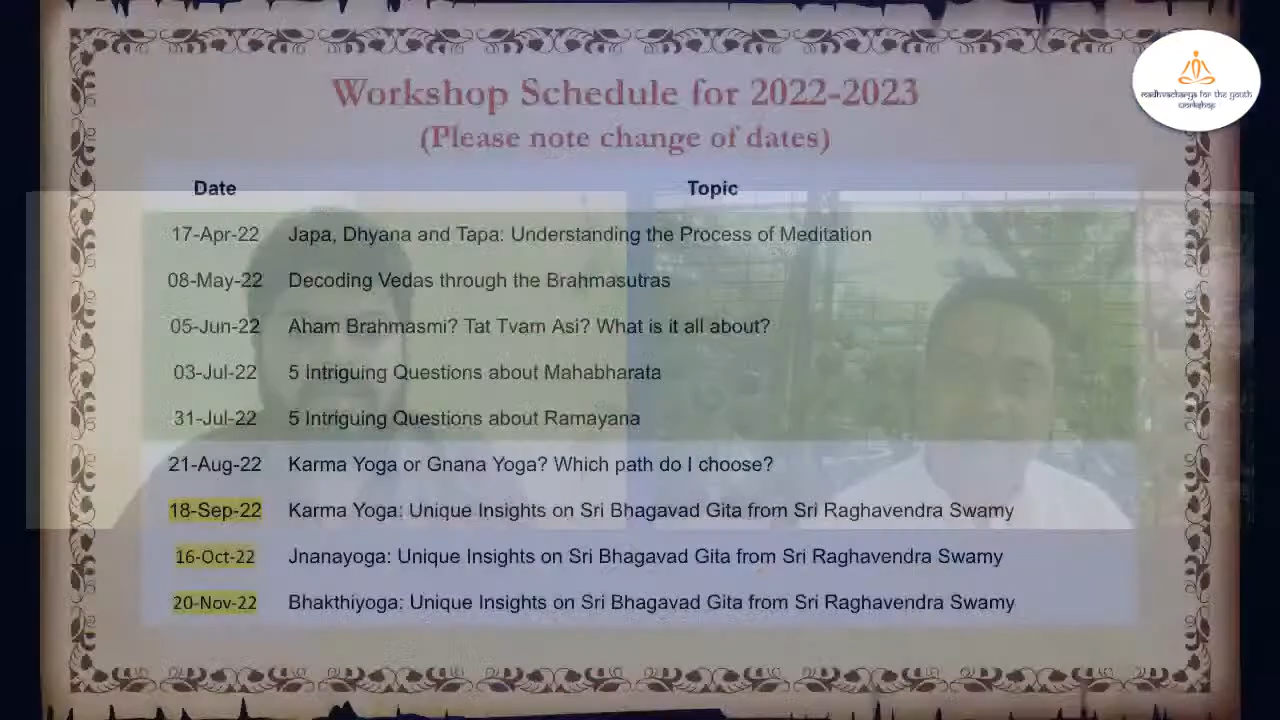 Workshop Schedule for 2022-2023
(Please note change of dates)
madhvacharya for the youth
workshop
Date Topic
17-Apr-22 Japa, Dhyana and Tapa: Understanding the Process of Meditation
08-May-22 Decoding Vedas through the Brahmasutras
05-Jun-22 Aham Brahmasmi? Tat Tvam Asi? What is it all about?
03-Jul-22 5 Intriguing Questions about Mahabharata
31-Jul-22 5 Intriguing Questions about Ramayana
21-Aug-22 Karma Yoga or Gnana Yoga? Which path do I choose?
18-Sep-22 Karma Yoga: Unique Insights on Sri Bhagavad Gita from Sri Raghavendra Swamy
16-Oct-22 Jnanayoga: Unique Insights on Sri Bhagavad Gita from Sri Raghavendra Swamy
20-Nov-22 Bhakthiyoga: Unique Insights on Sri Bhagavad Gita from Sri Raghavendra Swamy